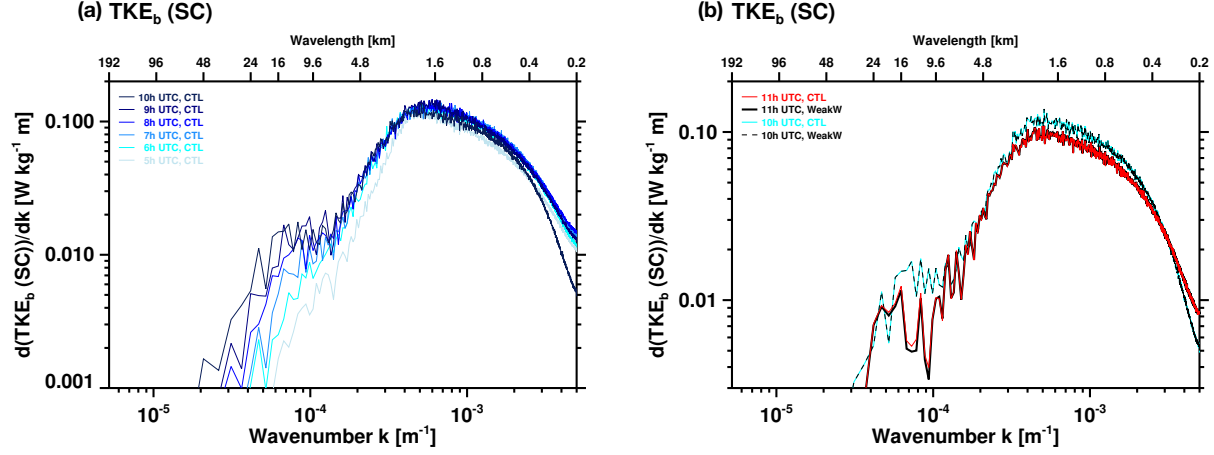 (a) TKE_b (SC)
Wavelength [km]
192 96 48 24 16 9.6 4.8 1.6 0.8 0.4 0.2
10h UTC, CTL
9h UTC, CTL
8h UTC, CTL
7h UTC, CTL
6h UTC, CTL
5h UTC, CTL
d(TKE_b (SC))/dk [W kg^-1 m]
0.100
0.010
0.001
10^-5 10^-4 10^-3
Wavenumber k [m^-1]
(b) TKE_b (SC)
Wavelength [km]
192 96 48 24 16 9.6 4.8 1.6 0.8 0.4 0.2
11h UTC, CTL
11h UTC, WeakW
10h UTC, CTL
10h UTC, WeakW
d(TKE_b (SC))/dk [W kg^-1 m]
0.10
0.01
10^-5 10^-4 10^-3
Wavenumber k [m^-1]